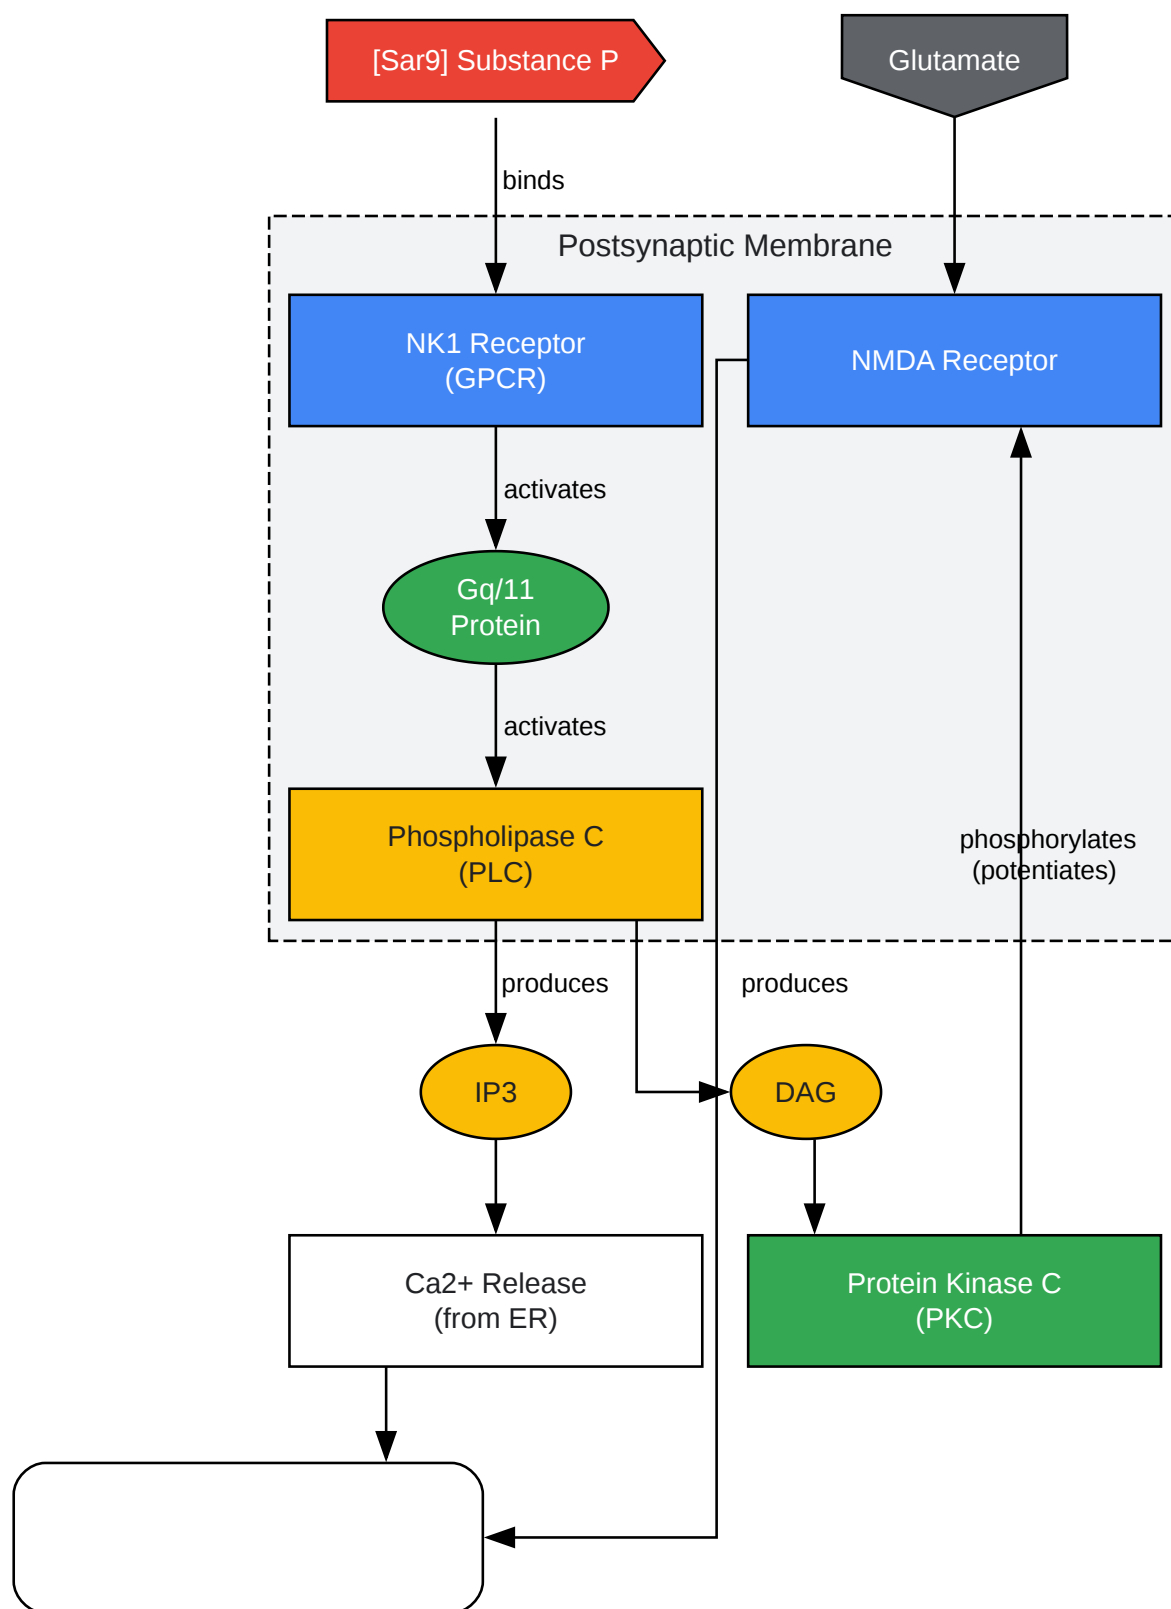 [Sar9] Substance P
Glutamate
binds
Postsynaptic Membrane
NK1 Receptor
(GPCR)
NMDA Receptor
activates
Gq/11
Protein
activates
Phospholipase C
(PLC)
phosphorylates
(potentiates)
produces
produces
IP3
DAG
Ca2+ Release
(from ER)
Protein Kinase C
(PKC)